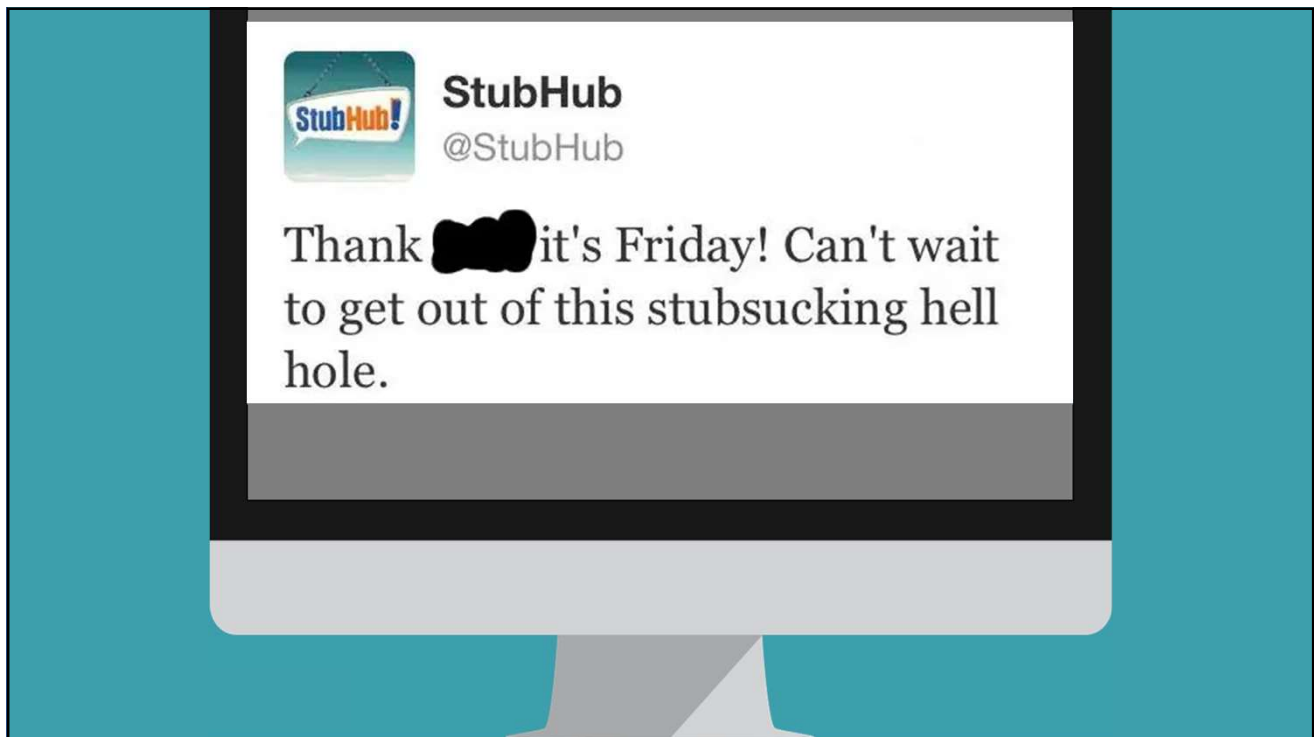 StubHub!
StubHub
@StubHub
Thank it's Friday! Can't wait
to get out of this stubsucking hell
hole.